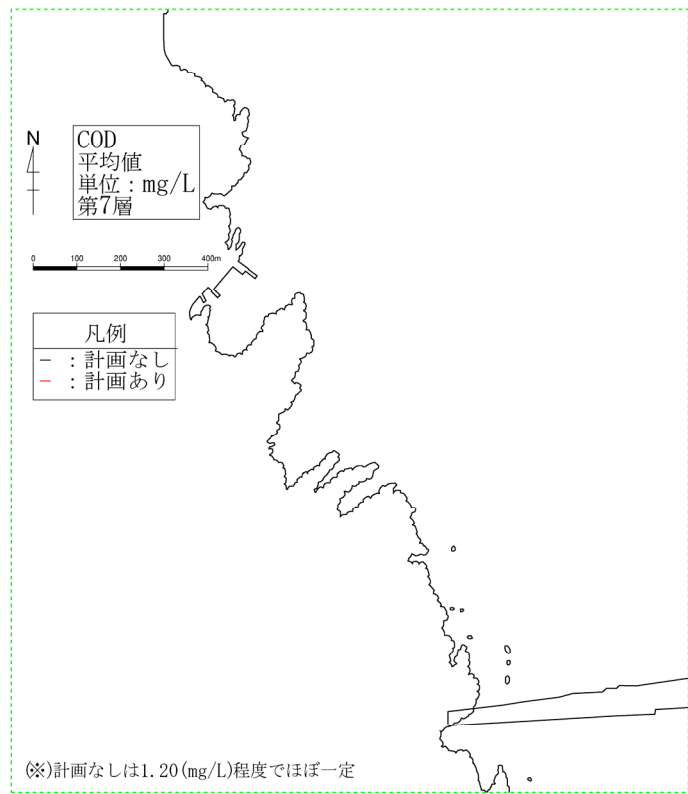 N
COD
平均値
単位：mg/L
第7層
0 100 200 300 400m
凡例
－ ：計画なし
－ ：計画あり
(※)計画なしは1.20(mg/L)程度でほぼ一定